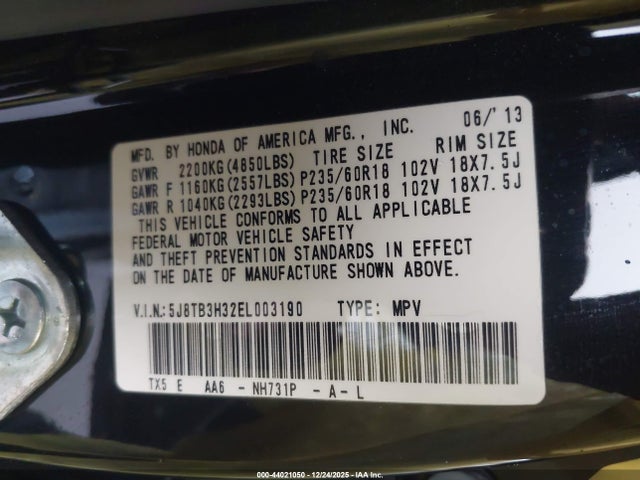 06/'13
MFD. BY HONDA OF AMERICA MFG., INC.
GVWR 2200KG(4850LBS) TIRE SIZE RIM SIZE
GAWR F 1160KG(2557LBS) P235/60R18 102V 18X7.5J
GAWR R 1040KG(2293LBS) P235/60R18 102V 18X7.5J
THIS VEHICLE CONFORMS TO ALL APPLICABLE
FEDERAL MOTOR VEHICLE SAFETY
AND THEFT PREVENTION STANDARDS IN EFFECT
ON THE DATE OF MANUFACTURE SHOWN ABOVE.
V.I.N.:5J8TB3H32EL003190 TYPE: MPV
TX5 E AA6 - NH731P - A - L
000-44021050 - 12/24/2025 - IAA Inc.